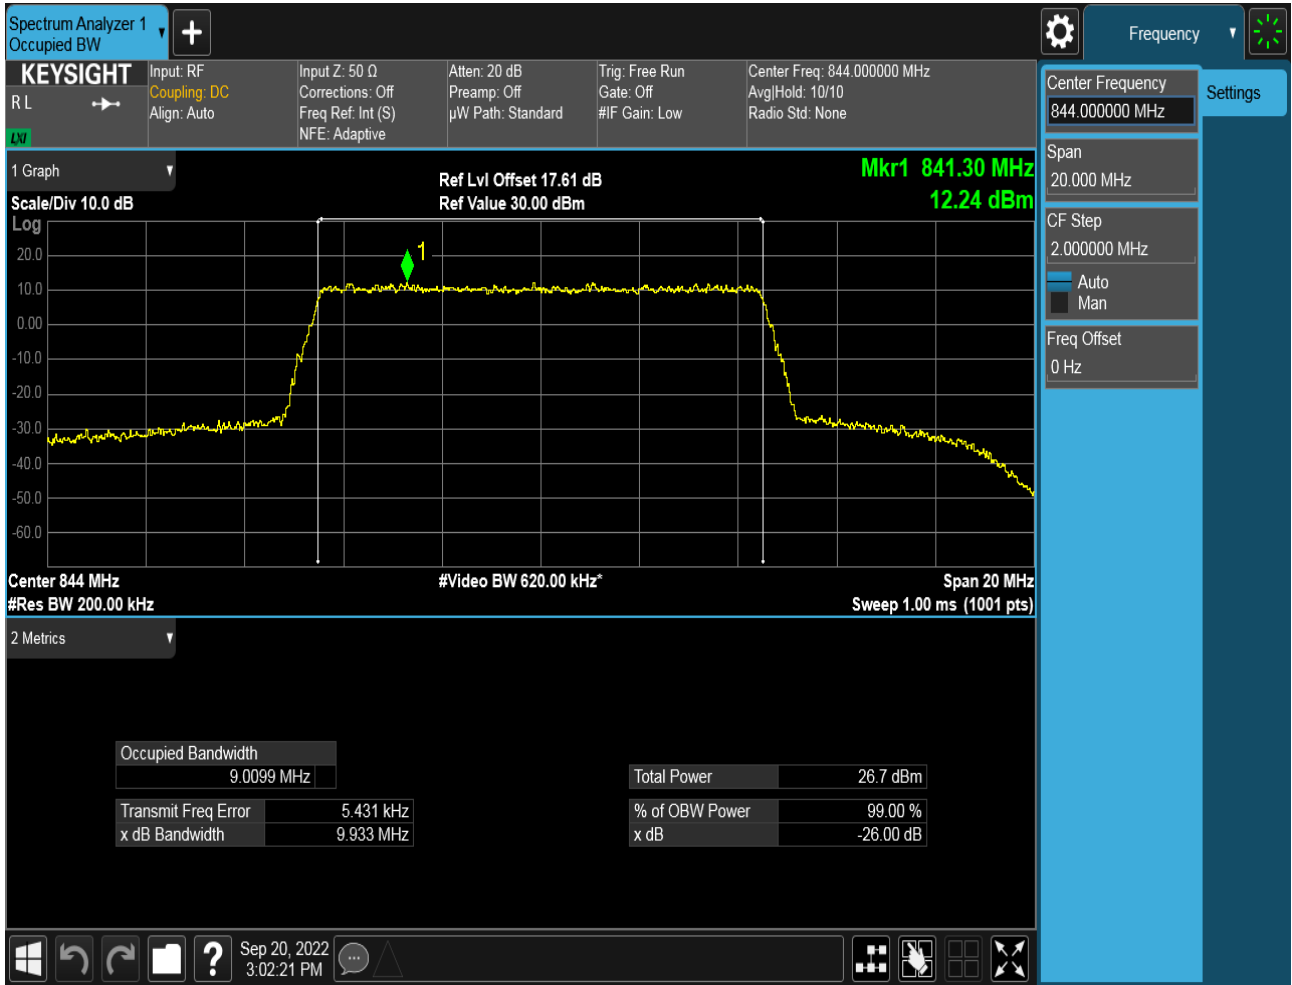 Spectrum Analyzer 1
Occupied BW
Frequency
KEYSIGHT
R L
LXI
Input: RF
Coupling: DC
Align: Auto
Input Z: 50 Ω
Corrections: Off
Freq Ref: Int (S)
NFE: Adaptive
Atten: 20 dB
Preamp: Off
µW Path: Standard
Trig: Free Run
Gate: Off
#IF Gain: Low
Center Freq: 844.000000 MHz
Avg|Hold: 10/10
Radio Std: None
Center Frequency
844.000000 MHz
Settings
Span
20.000 MHz
CF Step
2.000000 MHz
Auto
Man
Freq Offset
0 Hz
1 Graph
Ref Lvl Offset 17.61 dB
Mkr1 841.30 MHz
Scale/Div 10.0 dB
Ref Value 30.00 dBm
12.24 dBm
Log
1
20.0
10.0
0.00
-10.0
-20.0
-30.0
-40.0
-50.0
-60.0
Center 844 MHz
#Video BW 620.00 kHz*
Span 20 MHz
#Res BW 200.00 kHz
Sweep 1.00 ms (1001 pts)
2 Metrics
Occupied Bandwidth
9.0099 MHz
Total Power 26.7 dBm
Transmit Freq Error 5.431 kHz
% of OBW Power 99.00 %
x dB Bandwidth 9.933 MHz
x dB -26.00 dB
?
Sep 20, 2022
3:02:21 PM